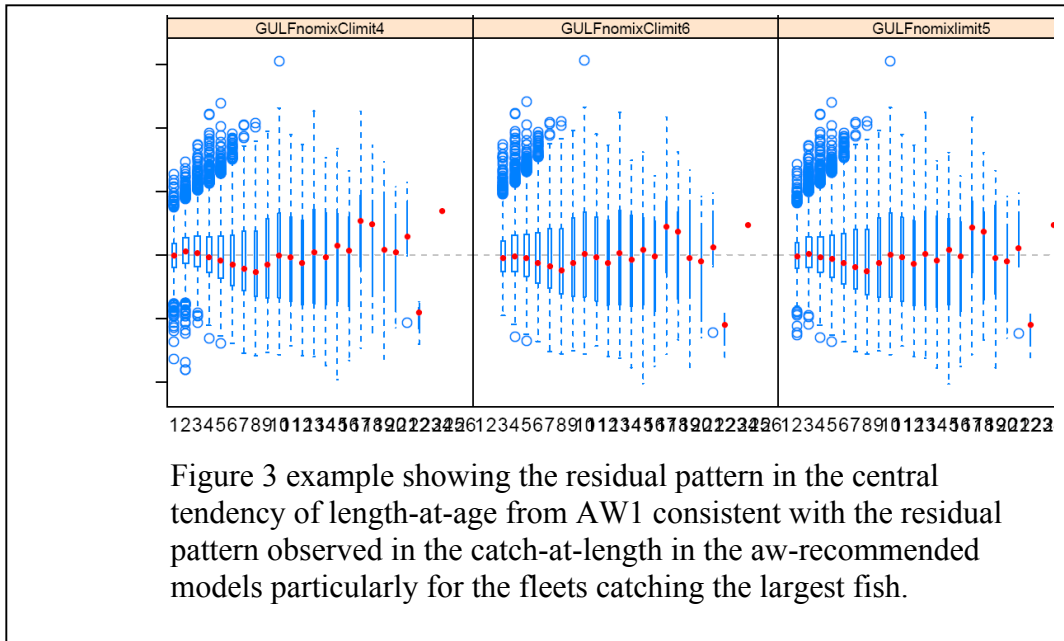 GULFnomixClimit4 GULFnomixClimit6 GULFnomixlimit5
Figure 3 example showing the residual pattern in the central
tendency of length-at-age from AW1 consistent with the residual
pattern observed in the catch-at-length in the aw-recommended
models particularly for the fleets catching the largest fish.